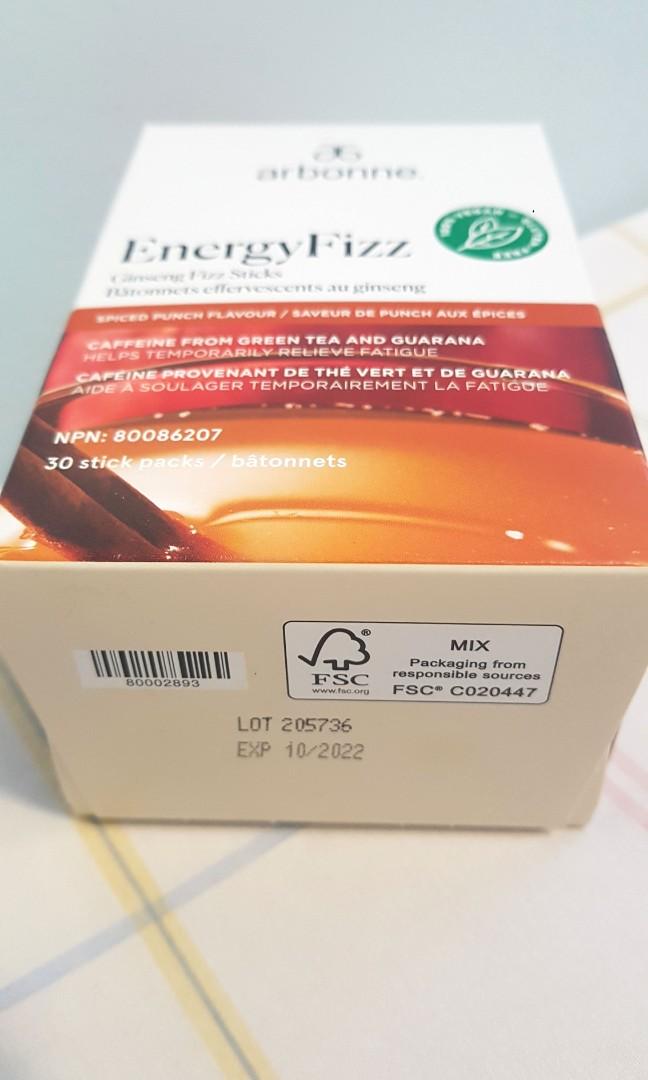 arbonne.
EnergyFizz
Ginseng Fizz Sticks
Bâtonnets effervescents au ginseng
SPICED PUNCH FLAVOUR / SAVEUR DE PUNCH AUX ÉPICES
CAFFEINE FROM GREEN TEA AND GUARANA
HELPS TEMPORARILY RELIEVE FATIGUE
CAFÉINE PROVENANT DE THÉ VERT ET DE GUARANA
AIDE À SOULAGER TEMPORAIREMENT LA FATIGUE
NPN: 80086207
30 stick packs / bâtonnets
80002893
FSC®
www.fsc.org
MIX
Packaging from
responsible sources
FSC® C020447
LOT 205736
EXP 10/2022